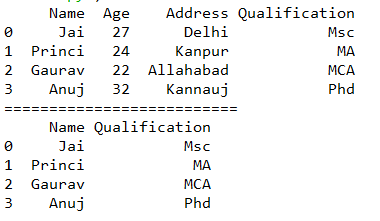 Name Age Address Qualification
0 Jai 27 Delhi Msc
1 Princi 24 Kanpur MA
2 Gaurav 22 Allahabad MCA
3 Anuj 32 Kannauj Phd
==========================
Name Qualification
0 Jai Msc
1 Princi MA
2 Gaurav MCA
3 Anuj Phd